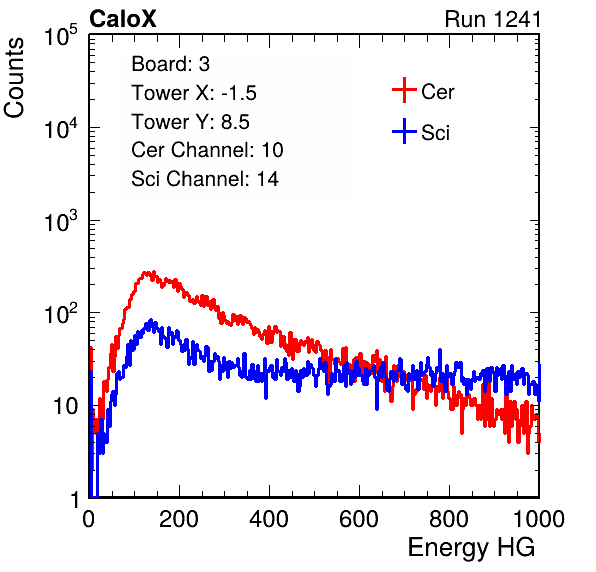 CaloX Run 1241
Counts
10^5
10^4
10^3
10^2
10
1
Board: 3
Tower X: -1.5
Tower Y: 8.5
Cer Channel: 10
Sci Channel: 14
Cer
Sci
0 200 400 600 800 1000
Energy HG